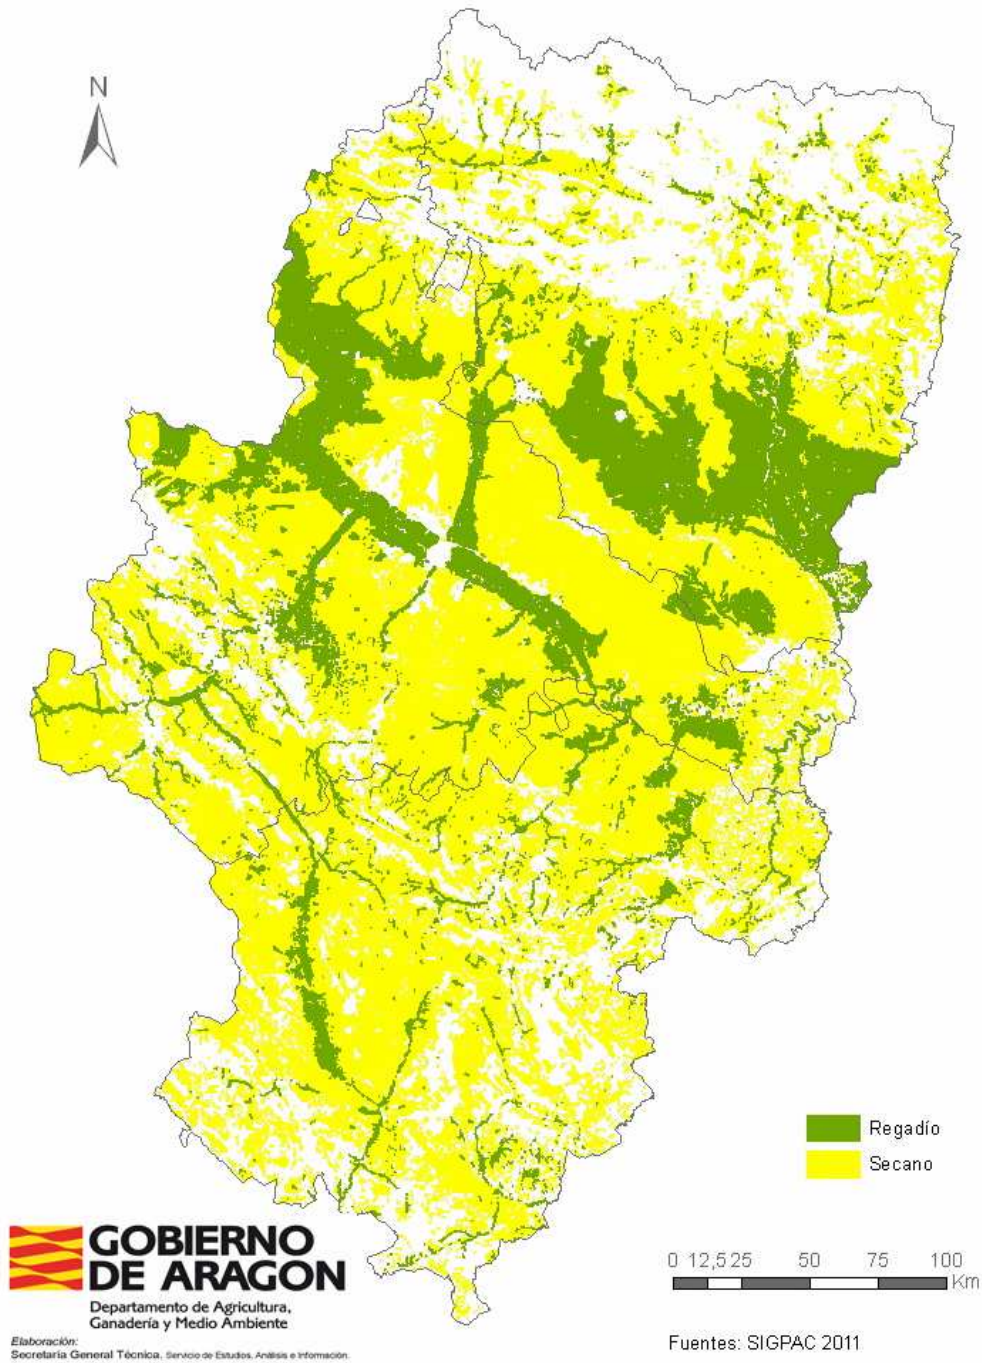 N
Regadío
Secano
GOBIERNO
DE ARAGON
Departamento de Agricultura,
Ganadería y Medio Ambiente
Elaboración:
Secretaría General Técnica. Servicio de Estudios, Análisis e Información.
0 12,5 25 50 75 100
Km
Fuentes: SIGPAC 2011